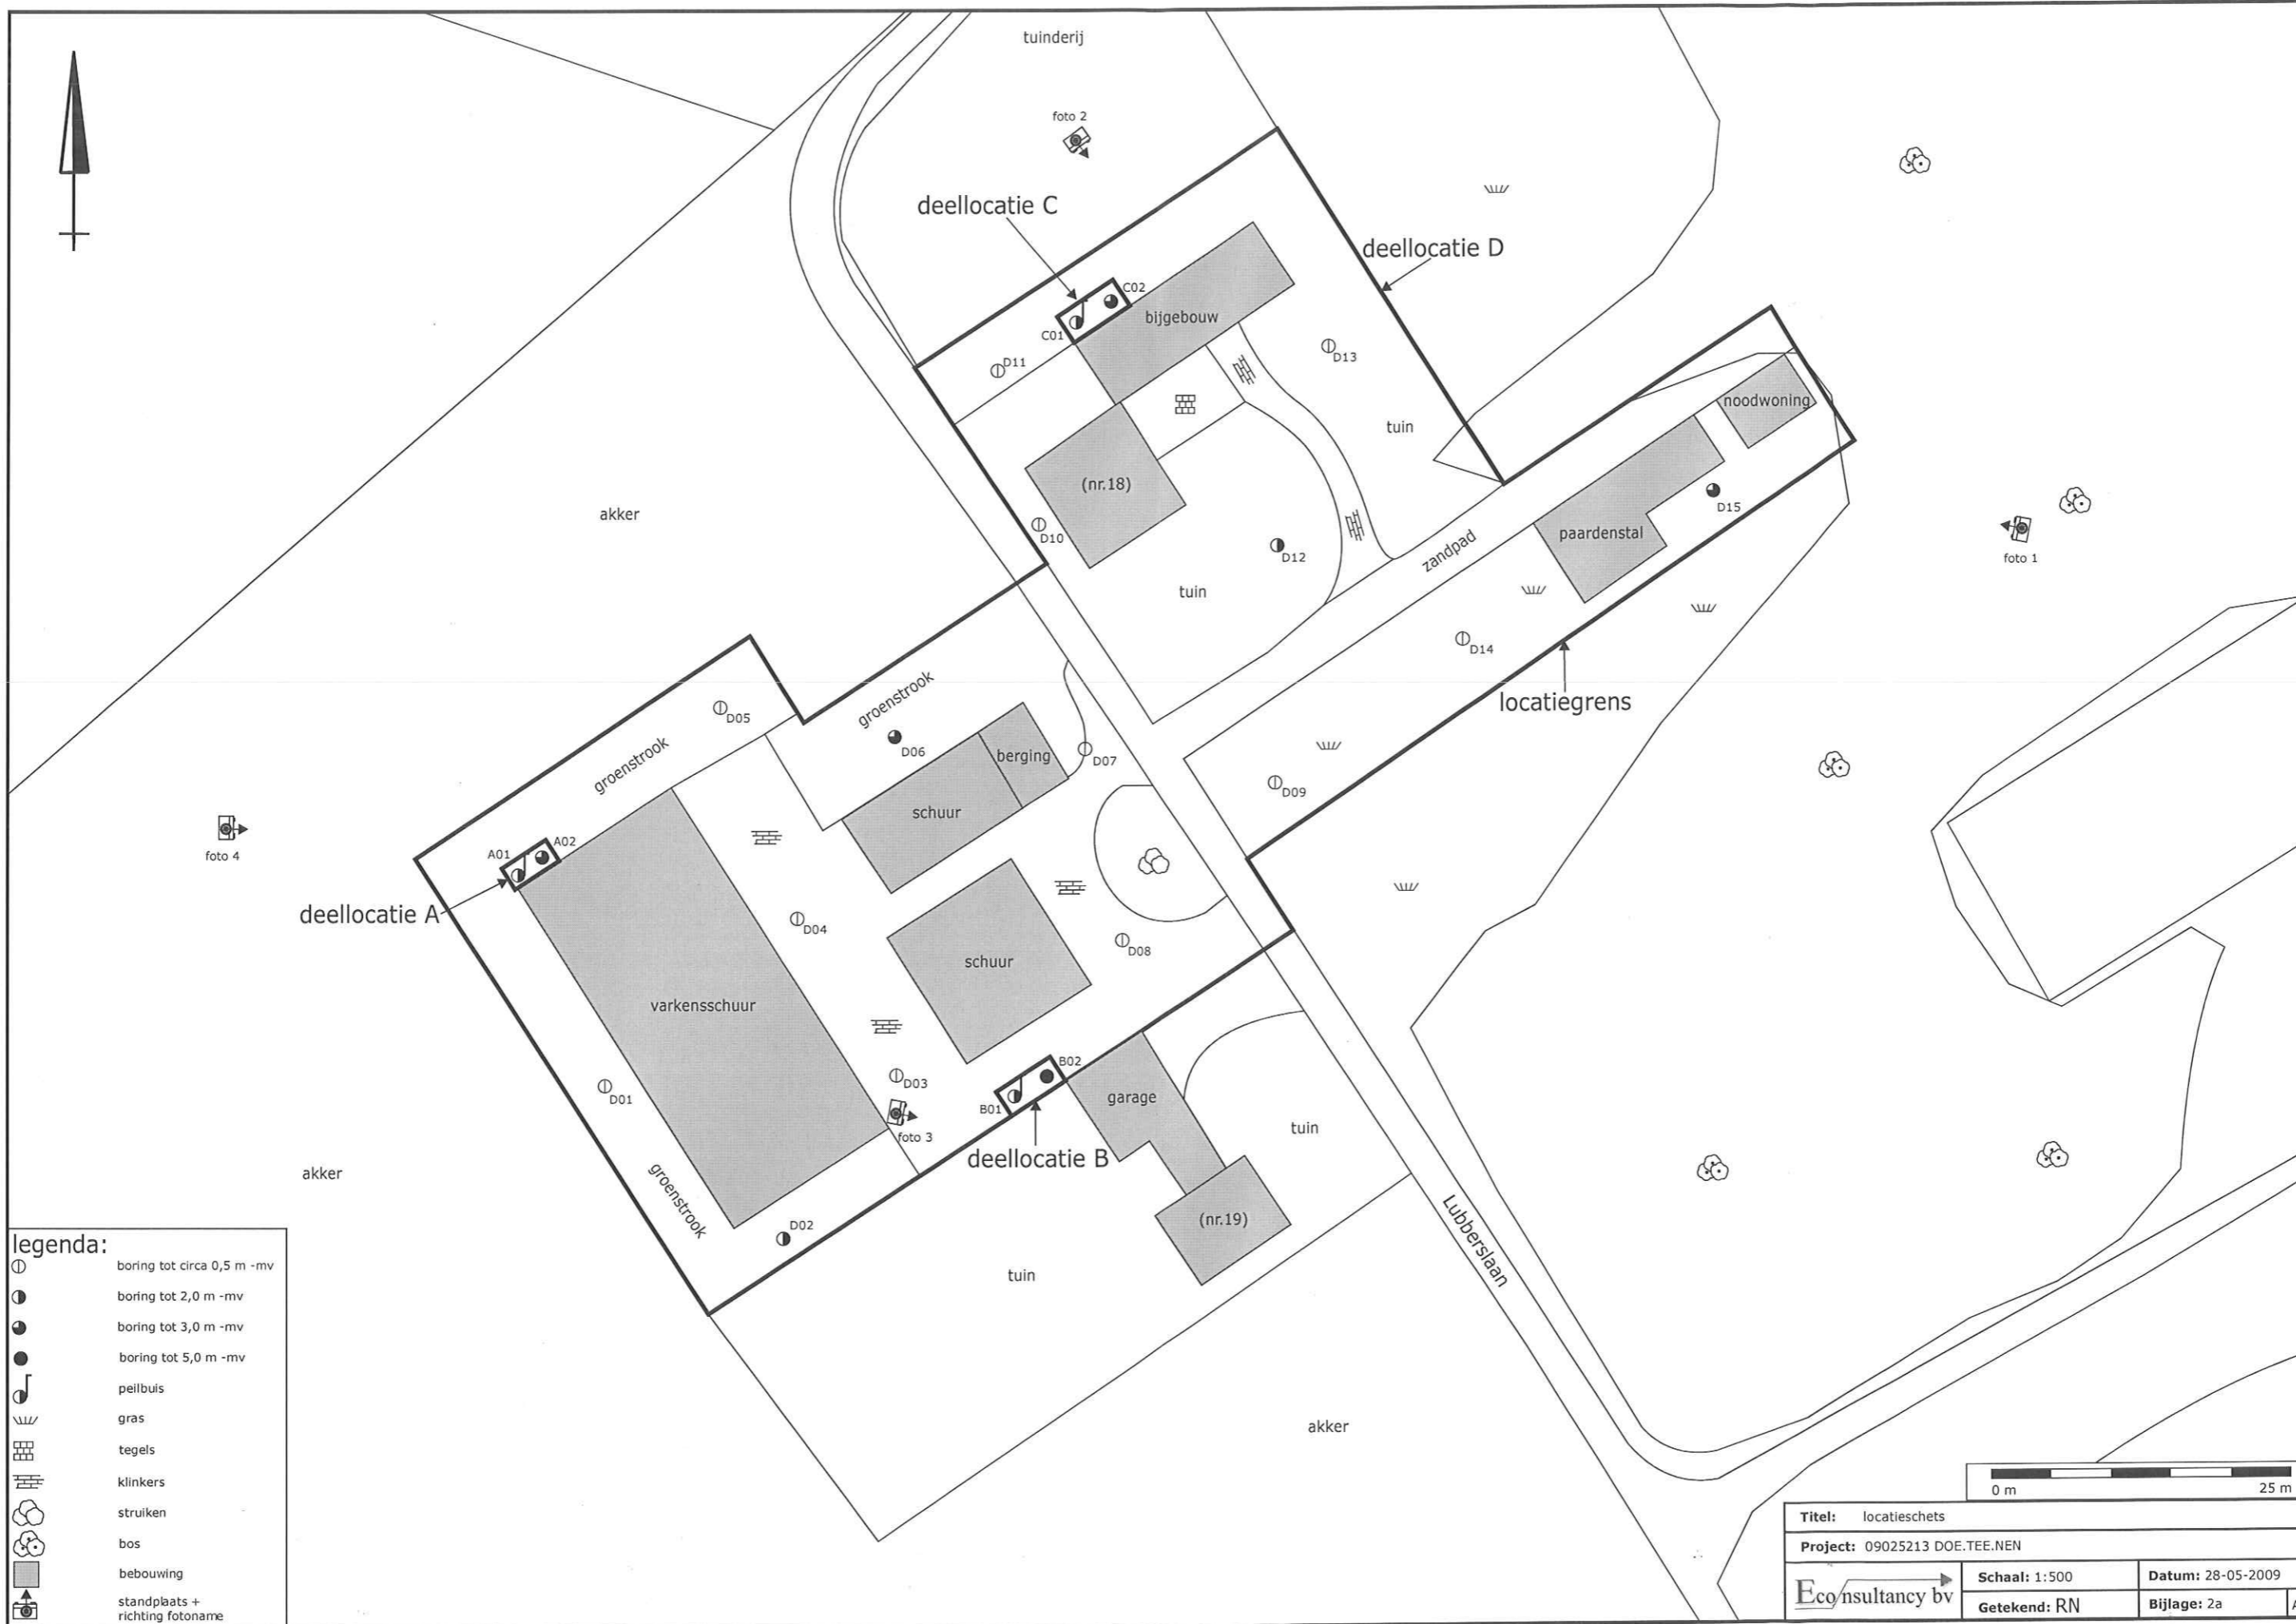 tuinderij
foto 2
deellocatie C
deellocatie D
C02
C01
bijgebouw
D11
D13
noodwoning
tuin
(nr.18)
akker
D10
D12
zandpad
paardenstal
D15
foto 1
tuin
D14
locatiegrens
groenstrook
D05
D06
groenstrook
berging
D07
schuur
D09
foto 4
A01
A02
deellocatie A
D04
D08
schuur
varkensschuur
D03
B02
D01
B01
garage
foto 3
deellocatie B
tuin
akker
groenstrook
(nr.19)
Lubberslaan
D02
tuin
akker
legenda:
boring tot circa 0,5 m -mv
boring tot 2,0 m -mv
boring tot 3,0 m -mv
boring tot 5,0 m -mv
peilbuis
gras
tegels
klinkers
struiken
bos
bebouwing
standplaats +
richting fotoname
0 m 25 m
Titel: locatieschets
Project: 09025213 DOE.TEE.NEN
Econsultancy bv
Schaal: 1:500
Datum: 28-05-2009
Getekend: RN
Bijlage: 2a